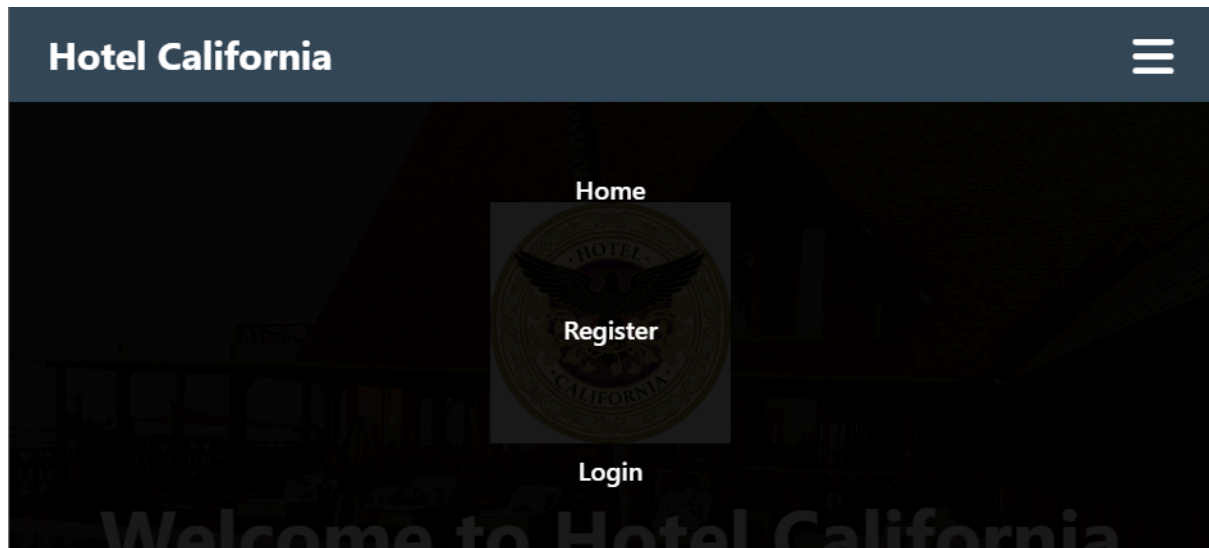 Hotel California
Home
HOTEL
Register
CALIFORNIA
Login
Welcome to Hotel California